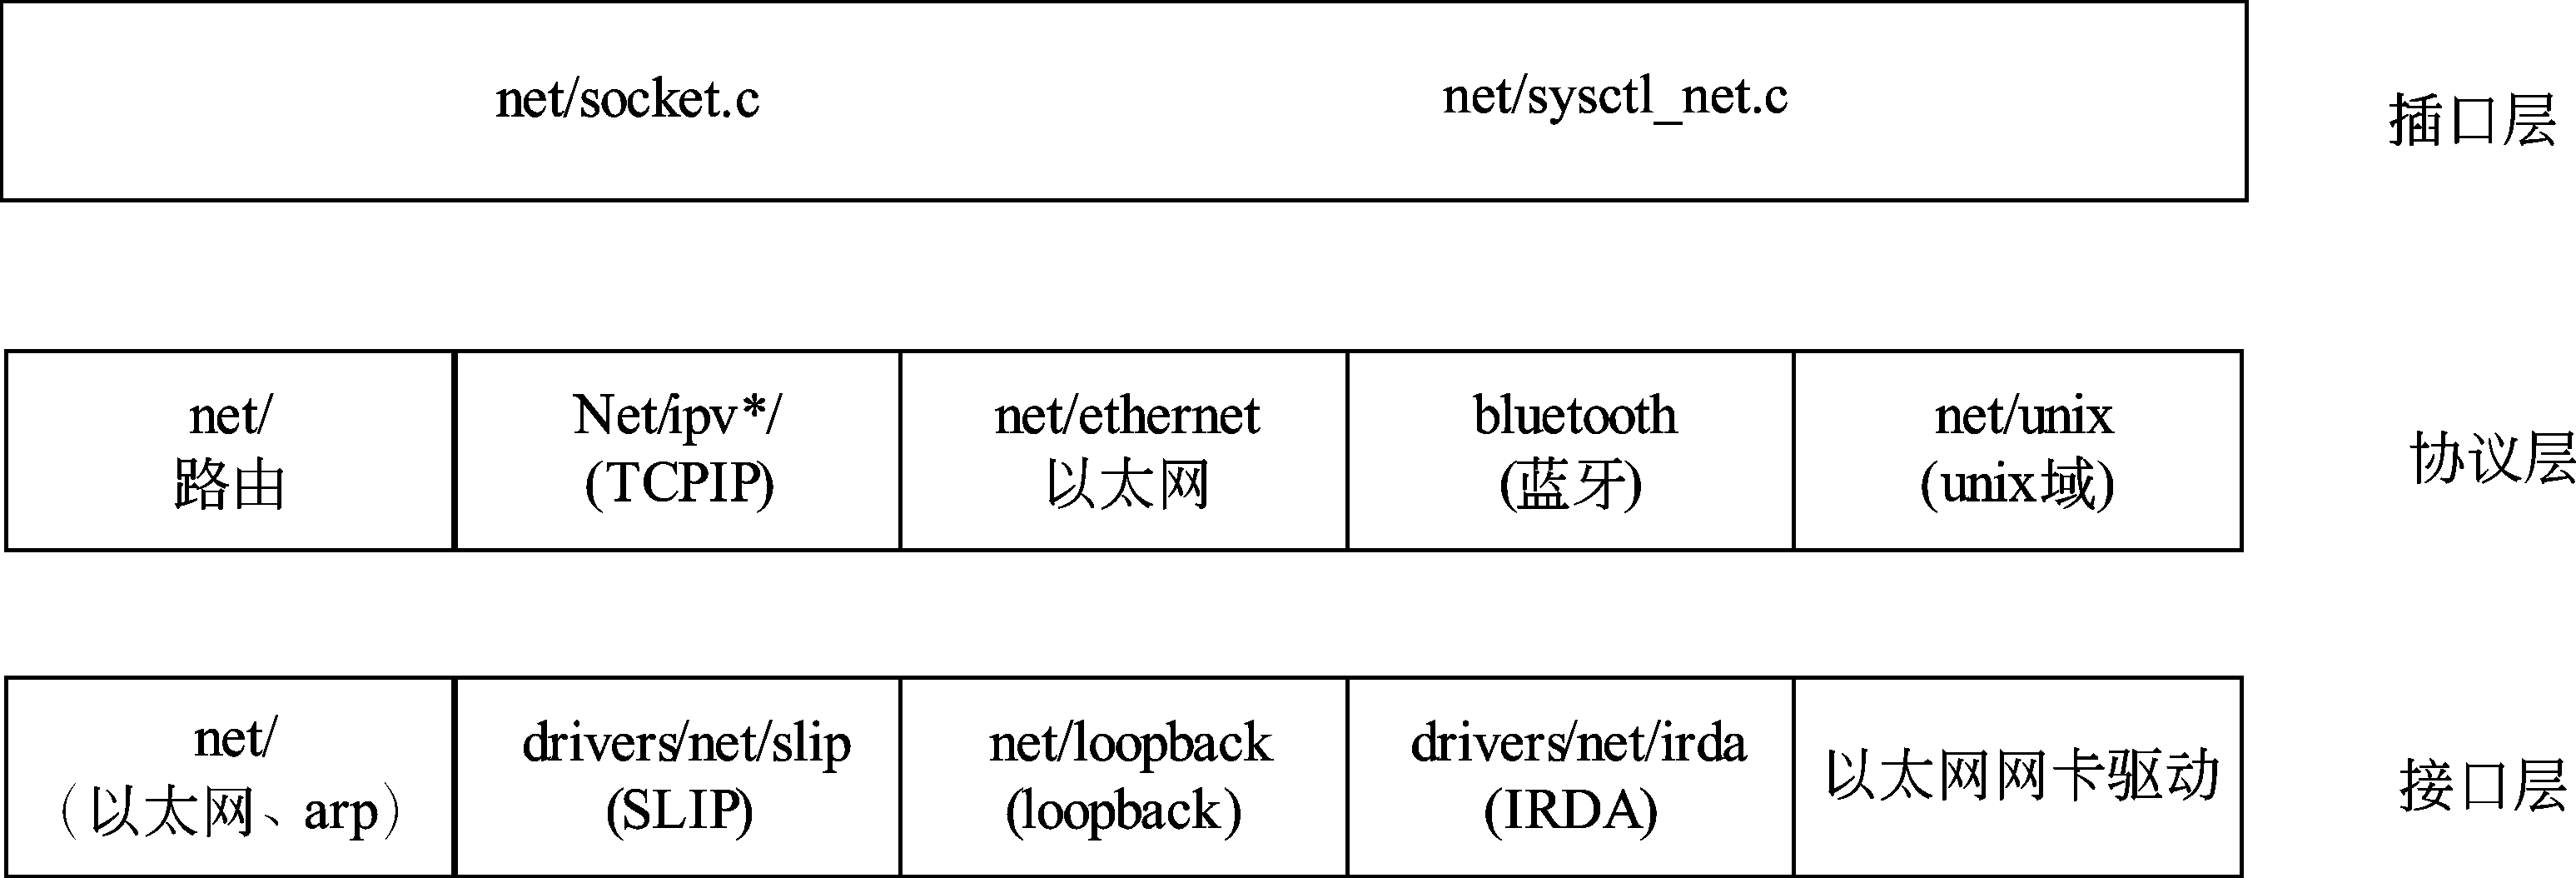 net/socket.c
net/sysctl_net.c
插口层
net/
路由
Net/ipv*/
(TCPIP)
net/ethernet
以太网
bluetooth
(蓝牙)
net/unix
(unix域)
协议层
net/
（以太网、arp）
drivers/net/slip
(SLIP)
net/loopback
(loopback)
drivers/net/irda
(IRDA)
以太网网卡驱动
接口层